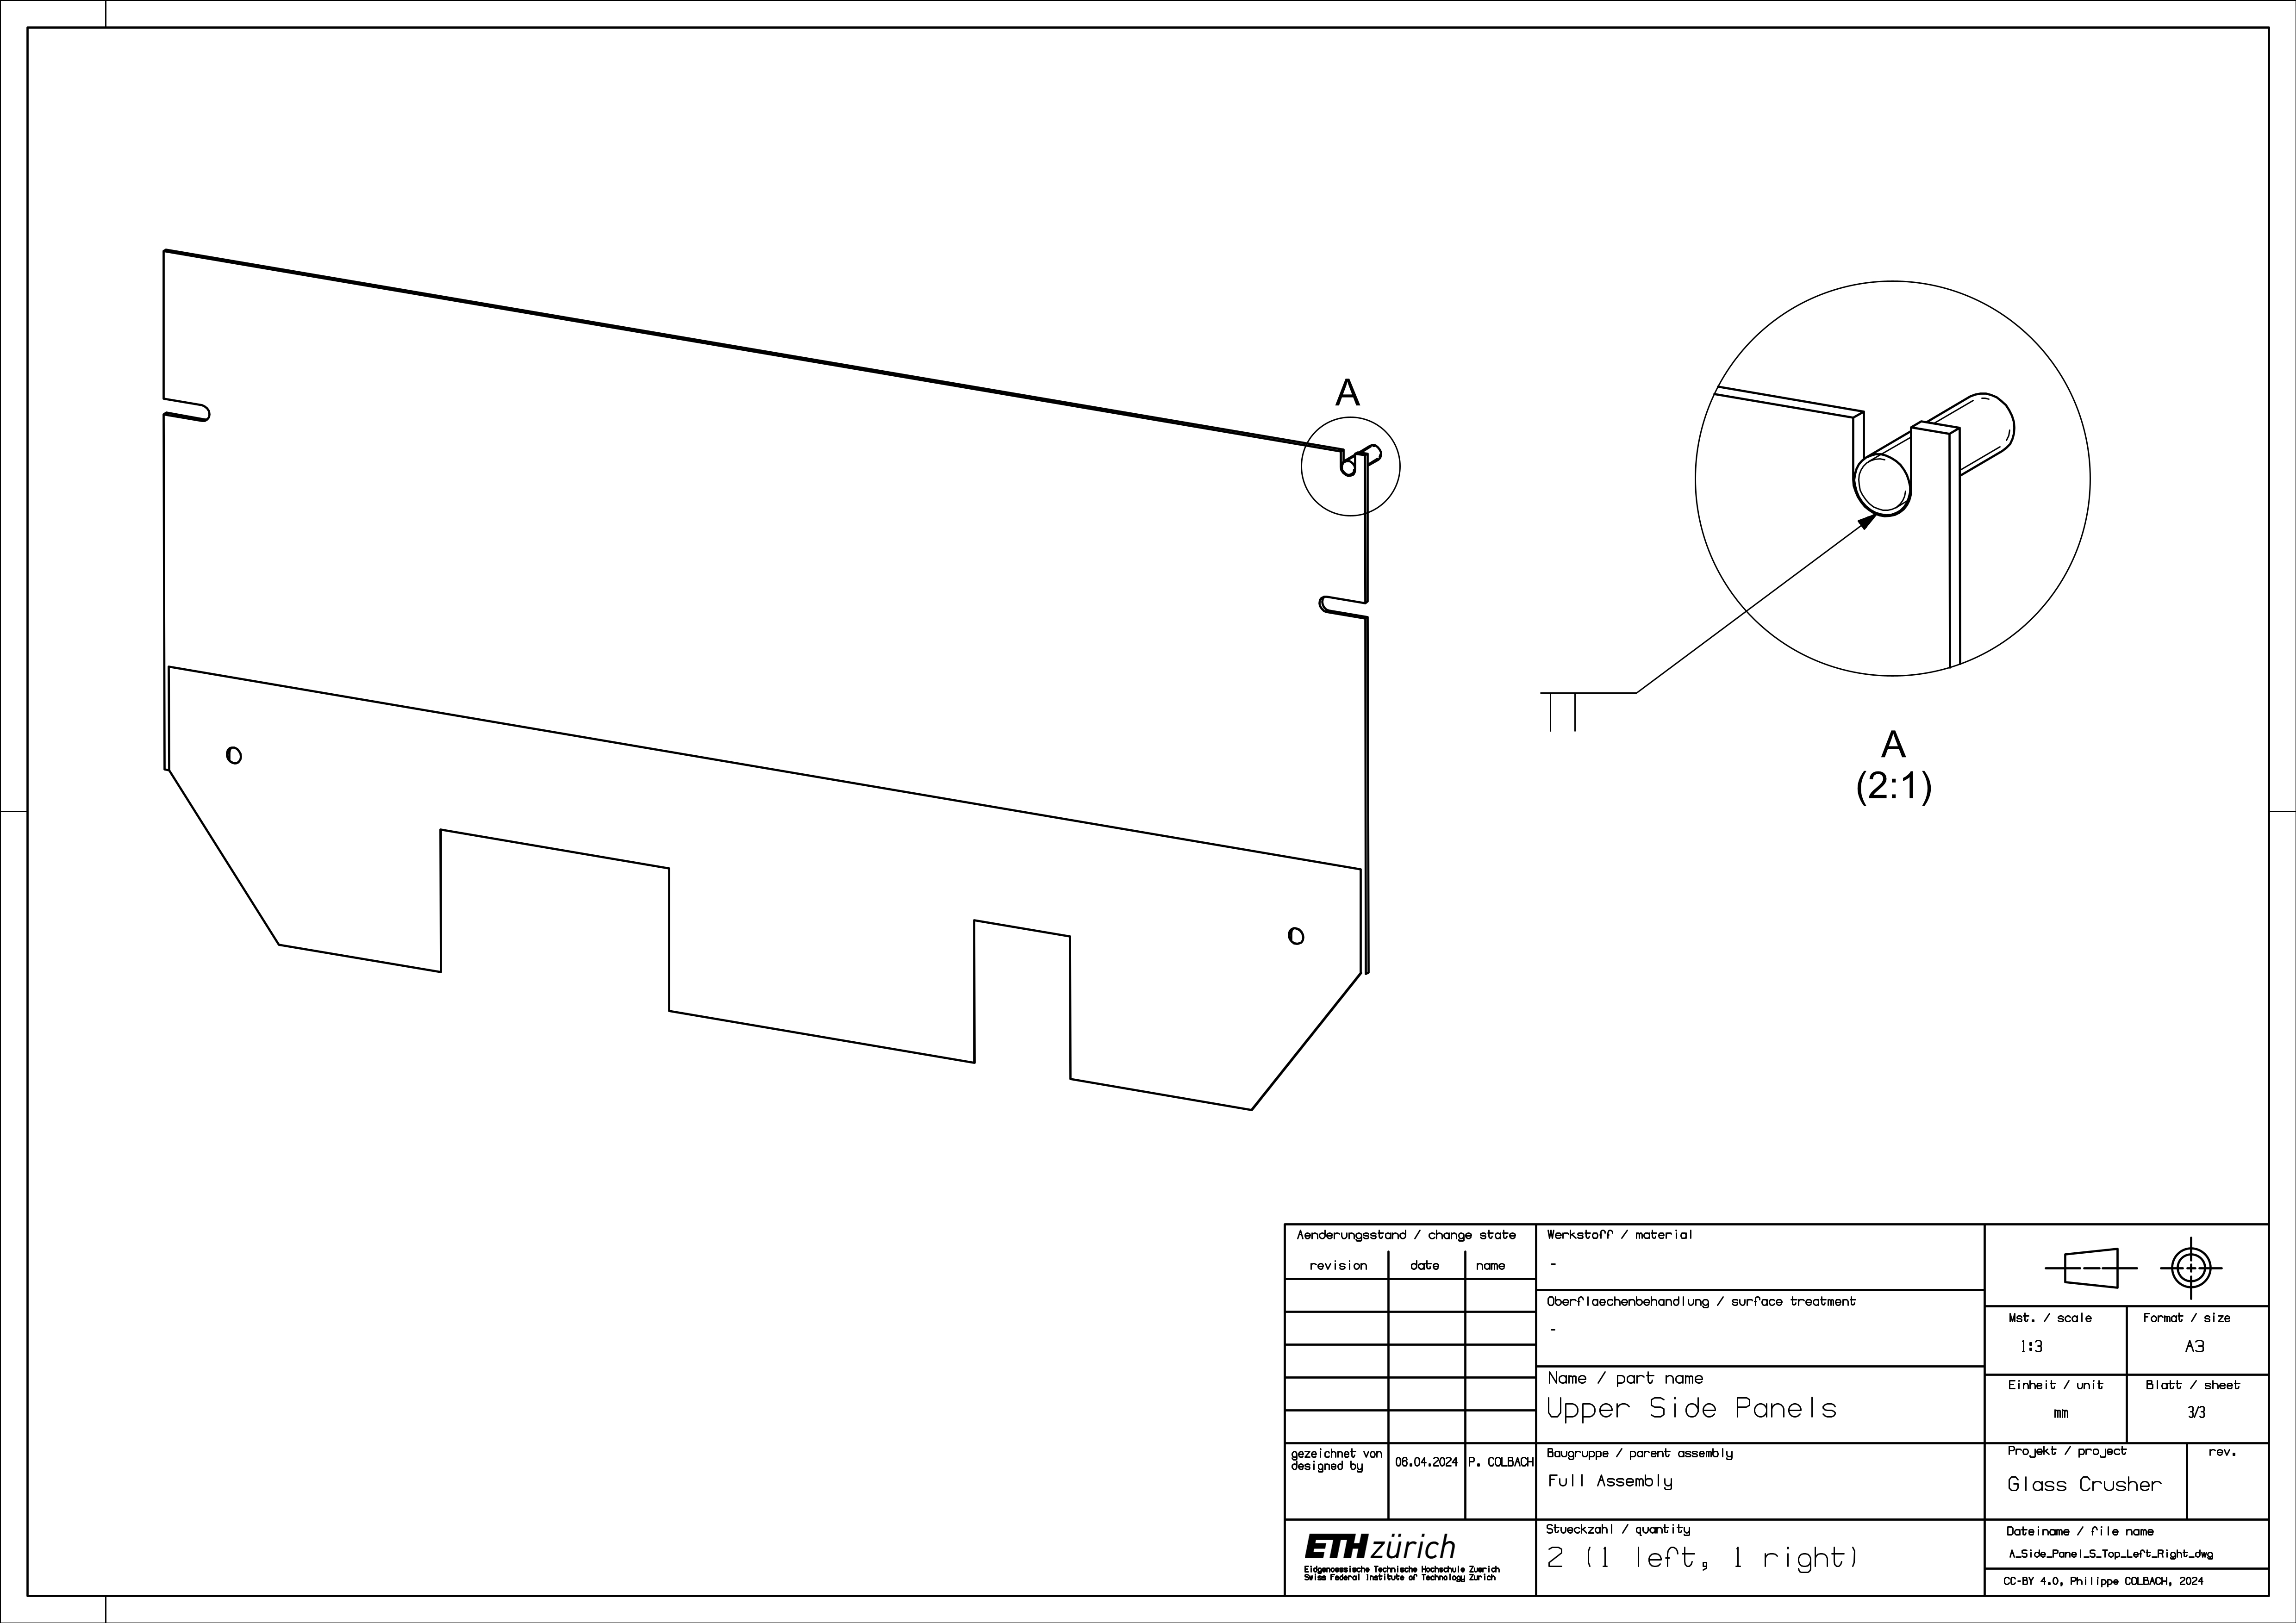 A
A
(2:1)
Aenderungsstand / change state
revision date name
gezeichnet von
designed by
06.04.2024 P. COLBACH
ETH zürich
Eidgenoessische Technische Hochschule Zuerich
Swiss Federal Institute of Technology Zurich
Werkstoff / material
-
Oberflaechenbehandlung / surface treatment
-
Name / part name
Upper Side Panels
Baugruppe / parent assembly
Full Assembly
Stueckzahl / quantity
2 (1 left, 1 right)
Mst. / scale
1:3
Format / size
A3
Einheit / unit
mm
Blatt / sheet
3/3
Projekt / project
Glass Crusher
rev.
Dateiname / file name
A_Side_Panel_S_Top_Left_Right_dwg
CC-BY 4.0, Philippe COLBACH, 2024